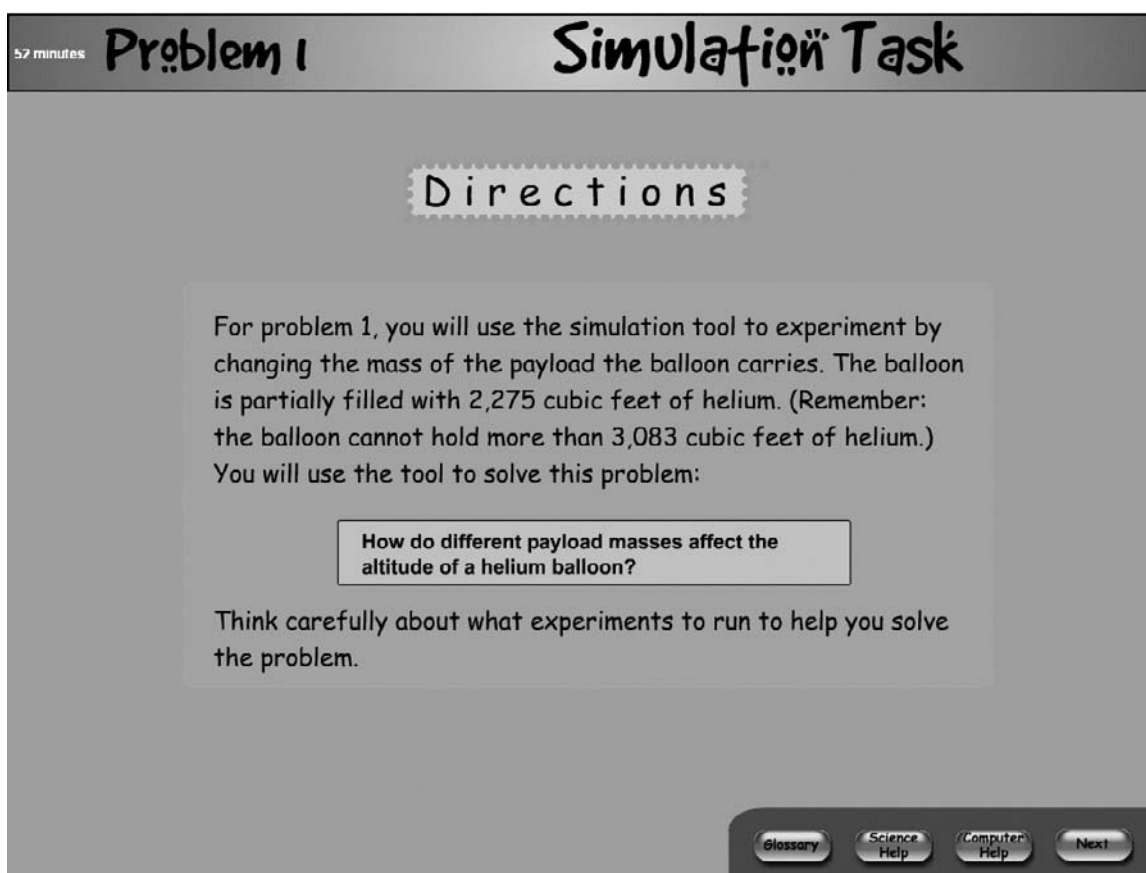 52 minutes Problem 1 Simulation Task
Directions
For problem 1, you will use the simulation tool to experiment by
changing the mass of the payload the balloon carries. The balloon
is partially filled with 2,275 cubic feet of helium. (Remember:
the balloon cannot hold more than 3,083 cubic feet of helium.)
You will use the tool to solve this problem:
How do different payload masses affect the
altitude of a helium balloon?
Think carefully about what experiments to run to help you solve
the problem.
Glossary
Science
Help
Computer
Help
Next